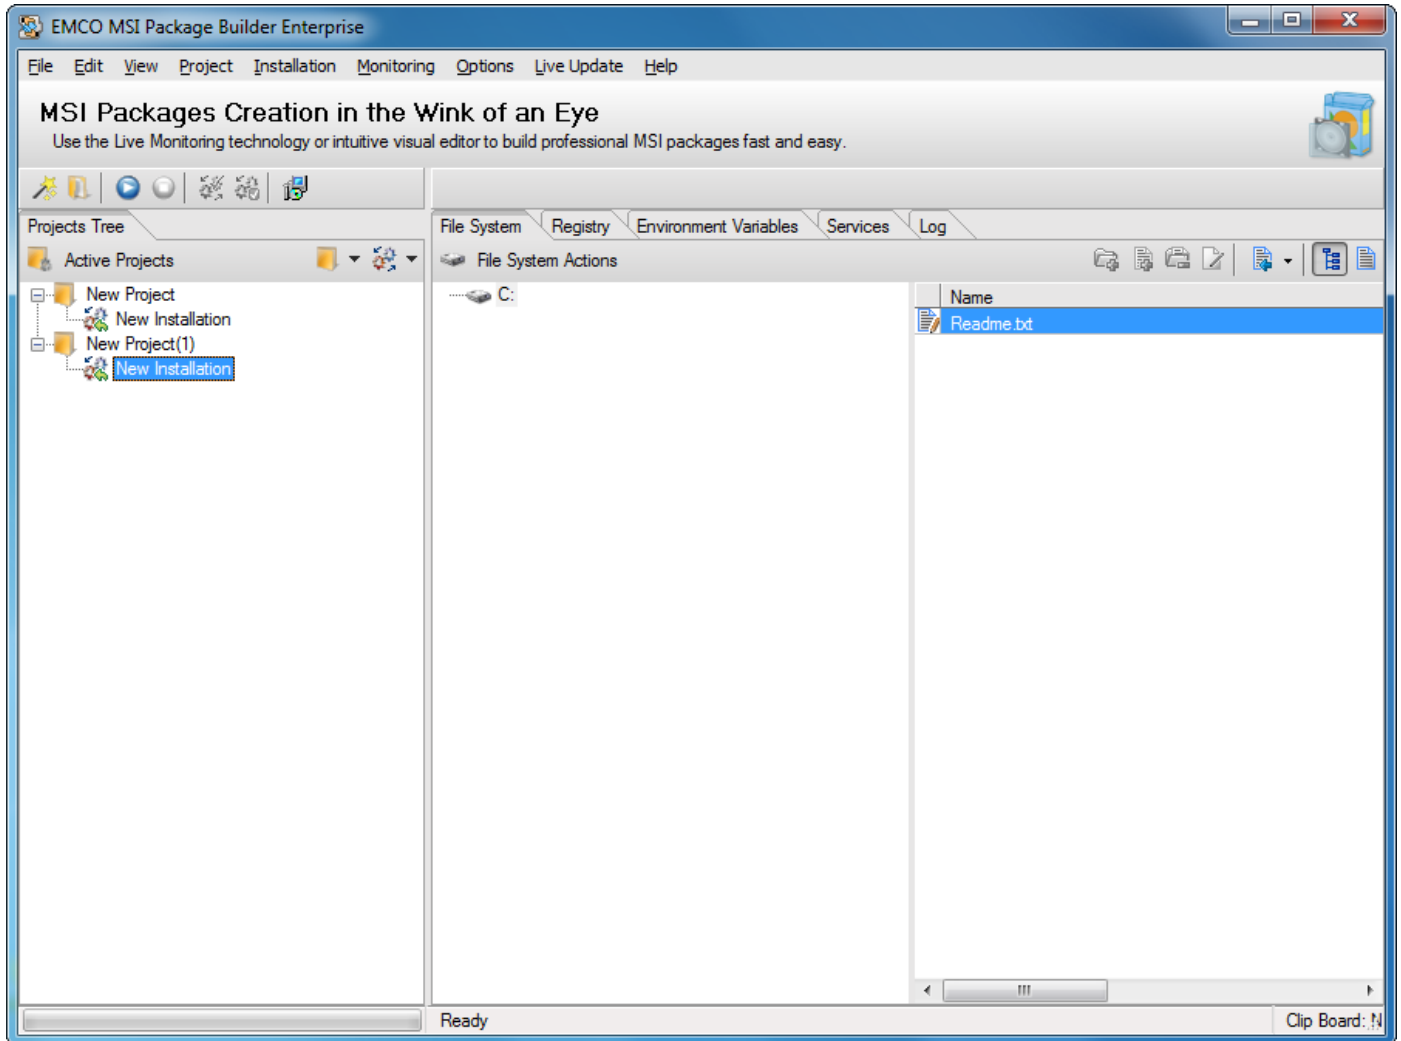 EMCO MSI Package Builder Enterprise
File Edit View Project Installation Monitoring Options Live Update Help
MSI Packages Creation in the Wink of an Eye
Use the Live Monitoring technology or intuitive visual editor to build professional MSI packages fast and easy.
Projects Tree
File System Registry Environment Variables Services Log
Active Projects
File System Actions
New Project
New Installation
New Project(1)
New Installation
C:
Name
Readme.txt
Ready
Clip Board: